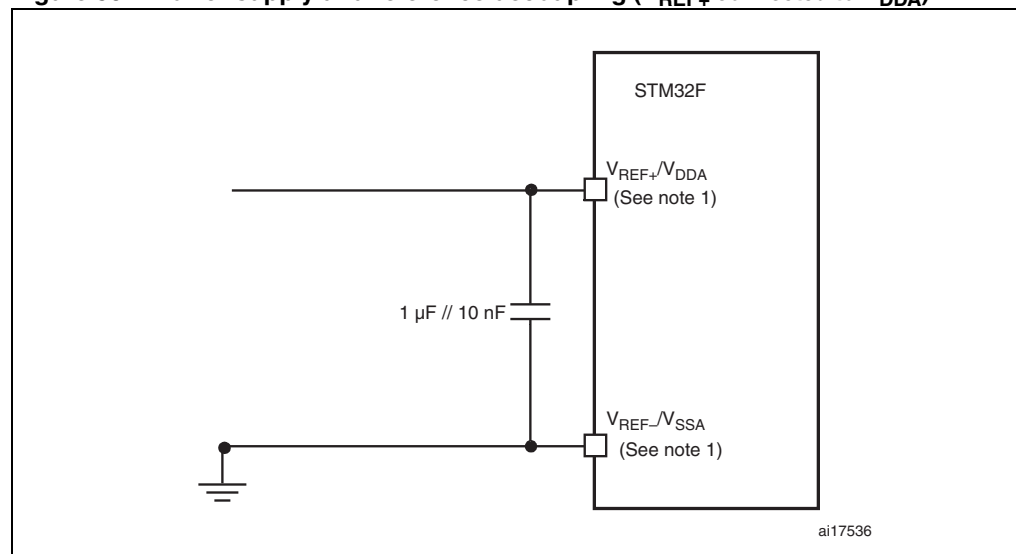 STM32F
VREF+/VDDA
(See note 1)
1 µF // 10 nF
VREF–/VSSA
(See note 1)
ai17536